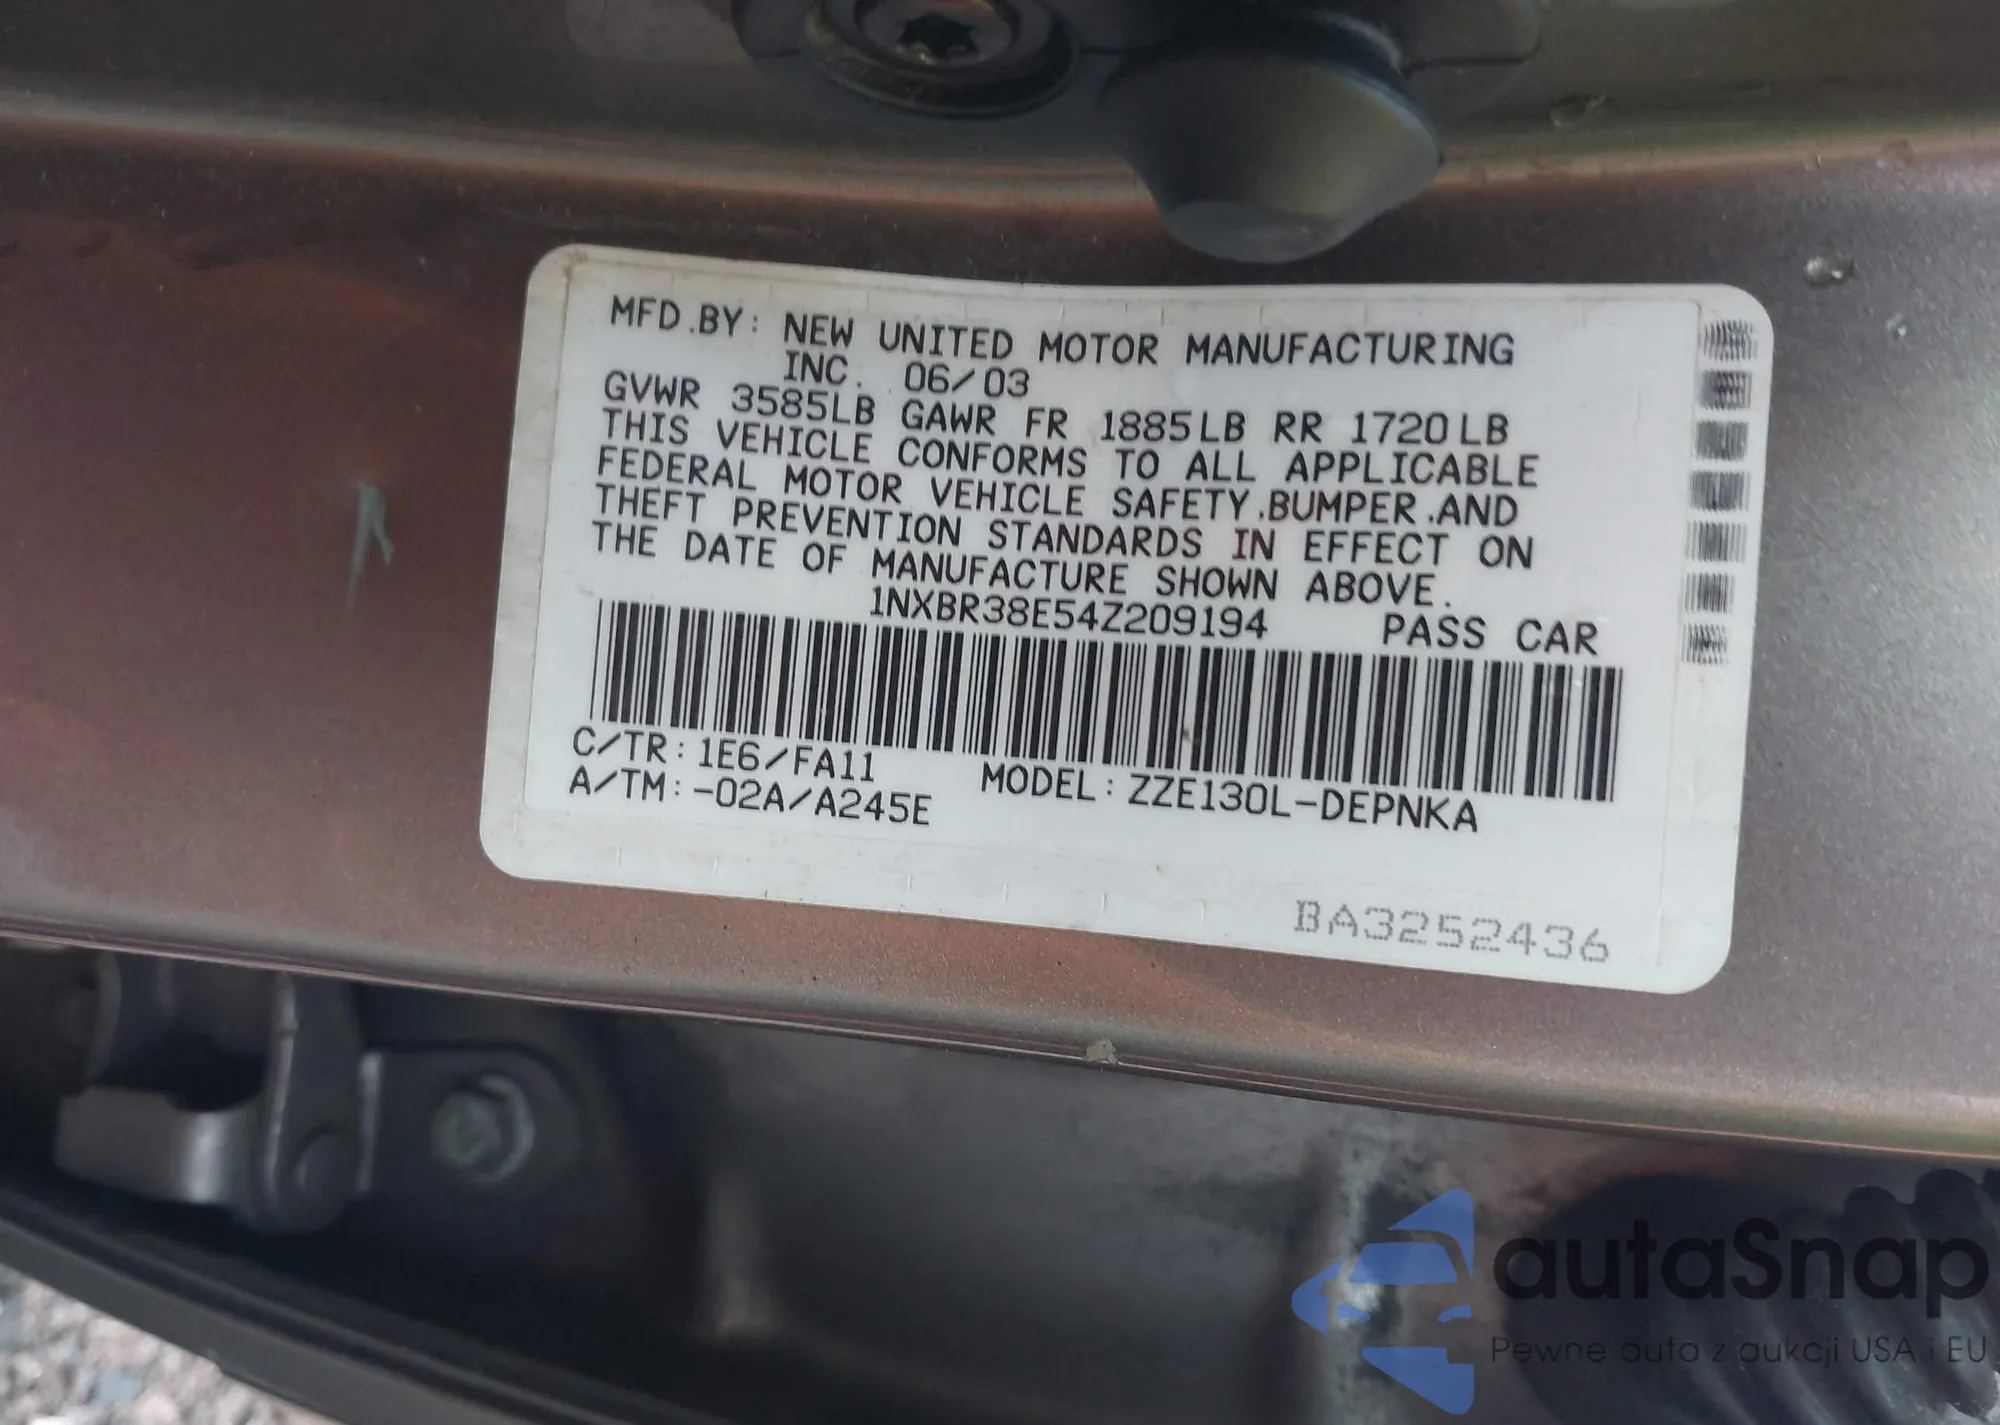 MFD.BY: NEW UNITED MOTOR MANUFACTURING
INC. 06/03
GVWR 3585LB GAWR FR 1885LB RR 1720LB
THIS VEHICLE CONFORMS TO ALL APPLICABLE
FEDERAL MOTOR VEHICLE SAFETY.BUMPER.AND
THEFT PREVENTION STANDARDS IN EFFECT ON
THE DATE OF MANUFACTURE SHOWN ABOVE.
1NXBR38E54Z209194 PASS CAR
C/TR: 1E6/FA11
A/TM: -02A/A245E MODEL: ZZE130L-DEPNKA
BA3252436
autaSnap
Pewne auta z aukcji USA i EU